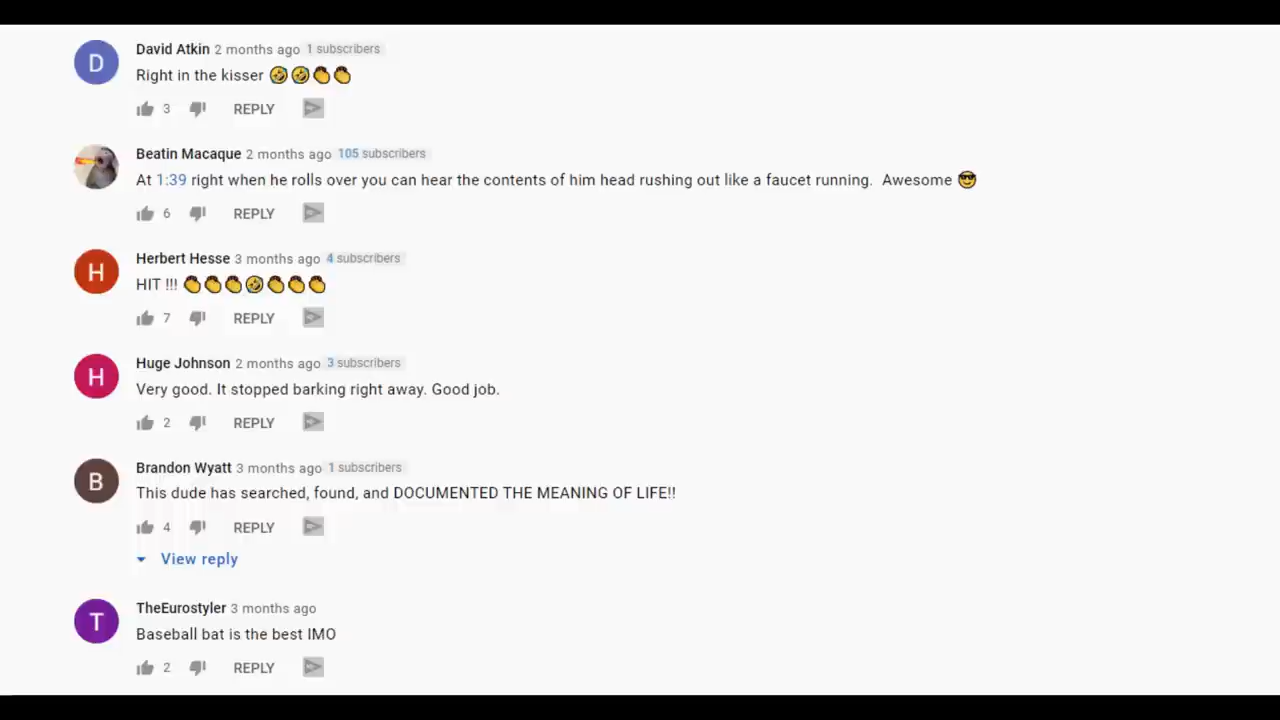 D
David Atkin 2 months ago 1 subscribers
Right in the kisser 🤣🤣👏👏
3 REPLY
Beatin Macaque 2 months ago 105 subscribers
At 1:39 right when he rolls over you can hear the contents of him head rushing out like a faucet running. Awesome 😎
6 REPLY
H
Herbert Hesse 3 months ago 4 subscribers
HIT !!! 👏👏👏🤣👏👏👏
7 REPLY
H
Huge Johnson 2 months ago 3 subscribers
Very good. It stopped barking right away. Good job.
2 REPLY
B
Brandon Wyatt 3 months ago 1 subscribers
This dude has searched, found, and DOCUMENTED THE MEANING OF LIFE!!
4 REPLY
View reply
T
TheEurostyler 3 months ago
Baseball bat is the best IMO
2 REPLY